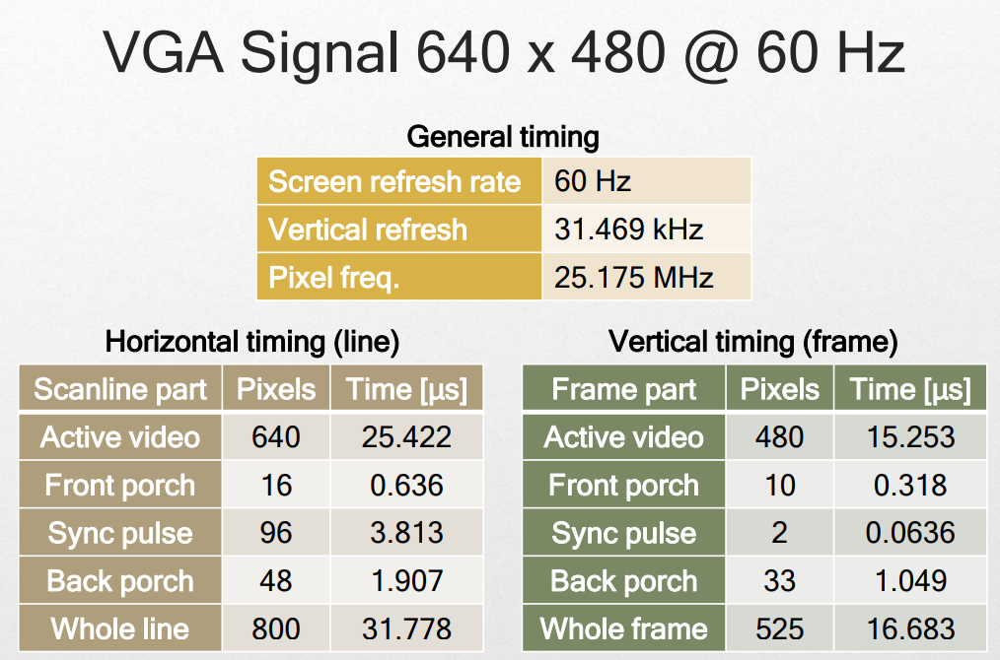 VGA Signal 640 x 480 @ 60 Hz
General timing
Screen refresh rate 60 Hz
Vertical refresh 31.469 kHz
Pixel freq. 25.175 MHz
Horizontal timing (line)
Scanline part Pixels Time [µs]
Active video 640 25.422
Front porch 16 0.636
Sync pulse 96 3.813
Back porch 48 1.907
Whole line 800 31.778
Vertical timing (frame)
Frame part Pixels Time [µs]
Active video 480 15.253
Front porch 10 0.318
Sync pulse 2 0.0636
Back porch 33 1.049
Whole frame 525 16.683